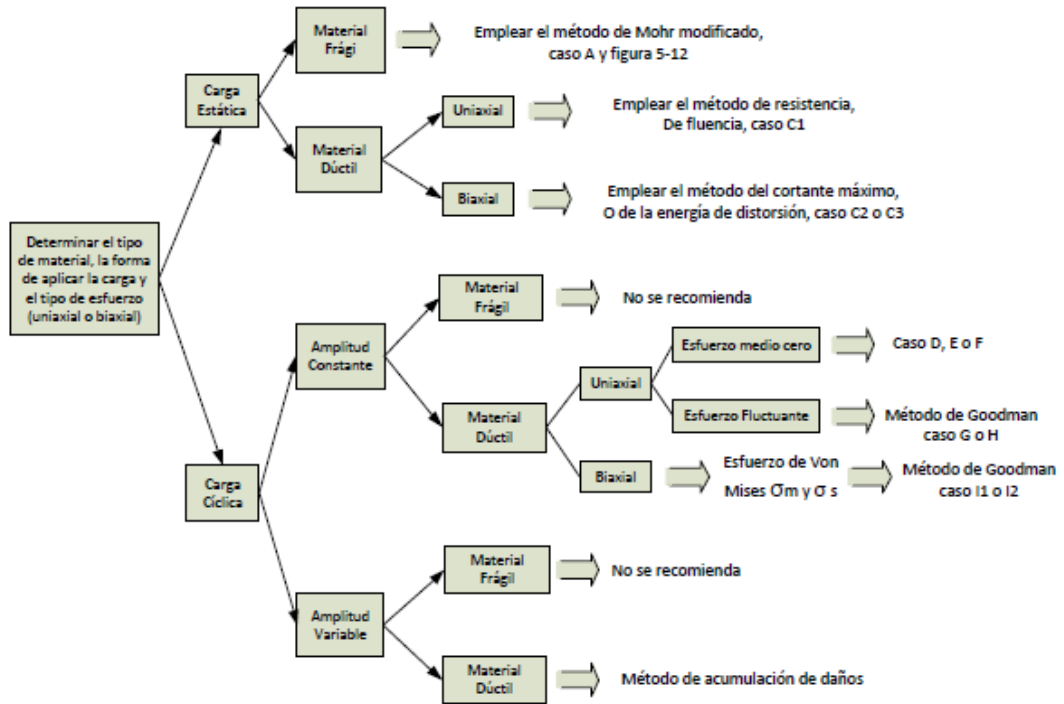 Material
Frági
Emplear el método de Mohr modificado,
caso A y figura 5-12
Carga
Estática
Uniaxial
Emplear el método de resistencia,
De fluencia, caso C1
Material
Dúctil
Biaxial
Emplear el método del cortante máximo,
O de la energía de distorsión, caso C2 o C3
Determinar el tipo
de material, la forma
de aplicar la carga y
el tipo de esfuerzo
(uniaxial o biaxial)
Material
Frágil
No se recomienda
Amplitud
Constante
Esfuerzo medio cero
Caso D, E o F
Uniaxial
Material
Dúctil
Esfuerzo Fluctuante
Método de Goodman
caso G o H
Carga
Cíclica
Biaxial
Esfuerzo de Von
Mises σm y σ s
Método de Goodman
caso I1 o I2
Material
Frágil
No se recomienda
Amplitud
Variable
Material
Dúctil
Método de acumulación de daños